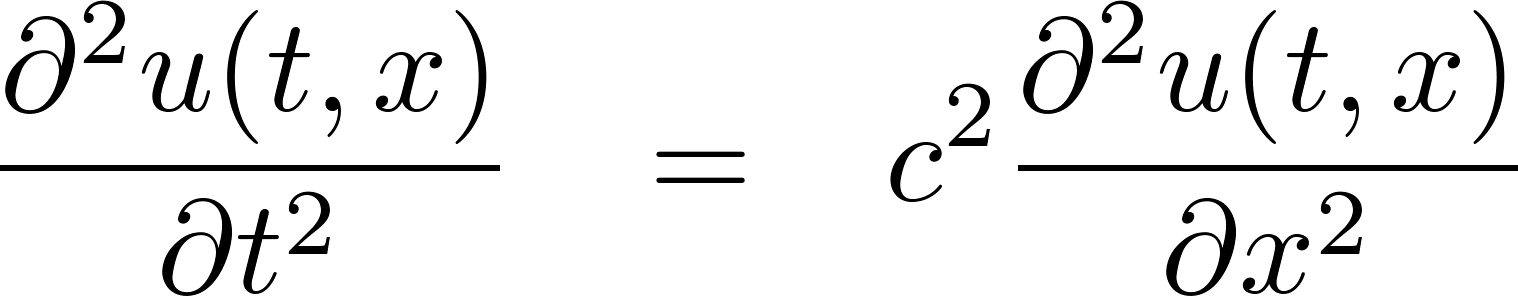 ∂²u(t, x)/∂t² = c² ∂²u(t, x)/∂x²